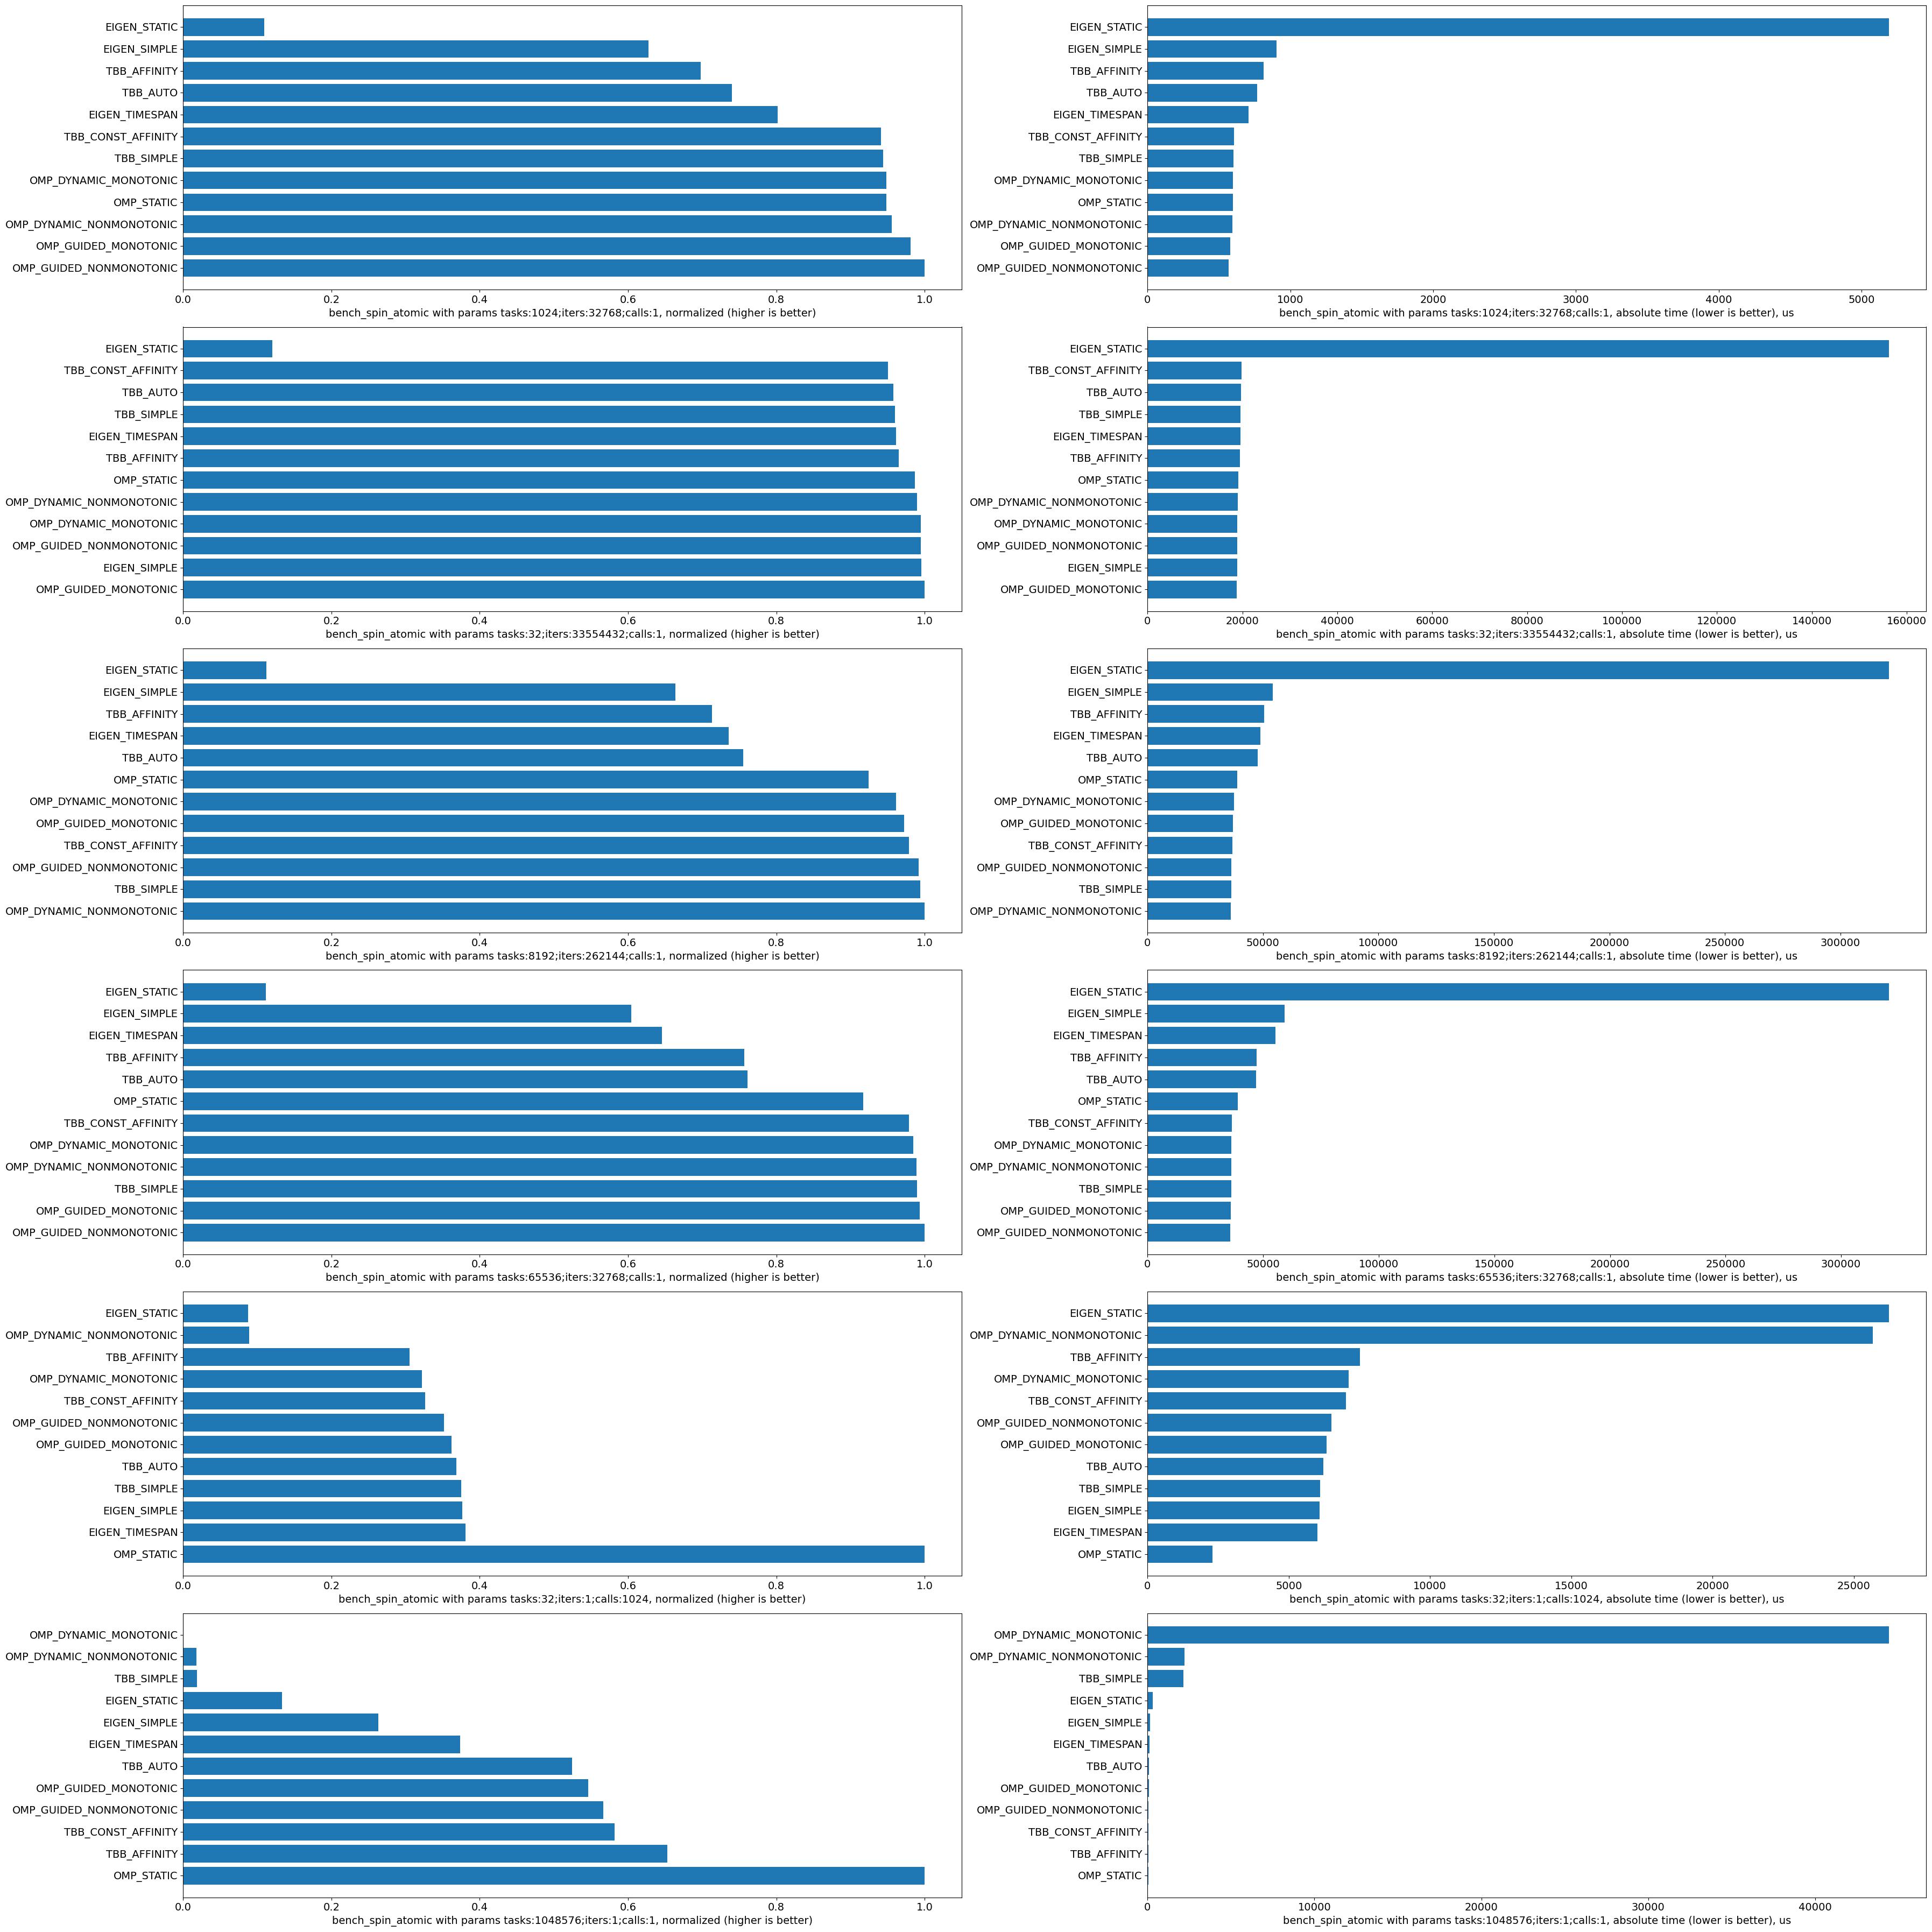 EIGEN_STATIC
EIGEN_SIMPLE
TBB_AFFINITY
TBB_AUTO
EIGEN_TIMESPAN
TBB_CONST_AFFINITY
TBB_SIMPLE
OMP_DYNAMIC_MONOTONIC
OMP_STATIC
OMP_DYNAMIC_NONMONOTONIC
OMP_GUIDED_MONOTONIC
OMP_GUIDED_NONMONOTONIC
0.0 0.2 0.4 0.6 0.8 1.0
bench_spin_atomic with params tasks:1024;iters:32768;calls:1, normalized (higher is better)
EIGEN_STATIC
EIGEN_SIMPLE
TBB_AFFINITY
TBB_AUTO
EIGEN_TIMESPAN
TBB_CONST_AFFINITY
TBB_SIMPLE
OMP_DYNAMIC_MONOTONIC
OMP_STATIC
OMP_DYNAMIC_NONMONOTONIC
OMP_GUIDED_MONOTONIC
OMP_GUIDED_NONMONOTONIC
0 1000 2000 3000 4000 5000
bench_spin_atomic with params tasks:1024;iters:32768;calls:1, absolute time (lower is better), us
EIGEN_STATIC
TBB_CONST_AFFINITY
TBB_AUTO
TBB_SIMPLE
EIGEN_TIMESPAN
TBB_AFFINITY
OMP_STATIC
OMP_DYNAMIC_NONMONOTONIC
OMP_DYNAMIC_MONOTONIC
OMP_GUIDED_NONMONOTONIC
EIGEN_SIMPLE
OMP_GUIDED_MONOTONIC
0.0 0.2 0.4 0.6 0.8 1.0
bench_spin_atomic with params tasks:32;iters:33554432;calls:1, normalized (higher is better)
EIGEN_STATIC
TBB_CONST_AFFINITY
TBB_AUTO
TBB_SIMPLE
EIGEN_TIMESPAN
TBB_AFFINITY
OMP_STATIC
OMP_DYNAMIC_NONMONOTONIC
OMP_DYNAMIC_MONOTONIC
OMP_GUIDED_NONMONOTONIC
EIGEN_SIMPLE
OMP_GUIDED_MONOTONIC
0 20000 40000 60000 80000 100000 120000 140000 160000
bench_spin_atomic with params tasks:32;iters:33554432;calls:1, absolute time (lower is better), us
EIGEN_STATIC
EIGEN_SIMPLE
TBB_AFFINITY
EIGEN_TIMESPAN
TBB_AUTO
OMP_STATIC
OMP_DYNAMIC_MONOTONIC
OMP_GUIDED_MONOTONIC
TBB_CONST_AFFINITY
OMP_GUIDED_NONMONOTONIC
TBB_SIMPLE
OMP_DYNAMIC_NONMONOTONIC
0.0 0.2 0.4 0.6 0.8 1.0
bench_spin_atomic with params tasks:8192;iters:262144;calls:1, normalized (higher is better)
EIGEN_STATIC
EIGEN_SIMPLE
TBB_AFFINITY
EIGEN_TIMESPAN
TBB_AUTO
OMP_STATIC
OMP_DYNAMIC_MONOTONIC
OMP_GUIDED_MONOTONIC
TBB_CONST_AFFINITY
OMP_GUIDED_NONMONOTONIC
TBB_SIMPLE
OMP_DYNAMIC_NONMONOTONIC
0 50000 100000 150000 200000 250000 300000
bench_spin_atomic with params tasks:8192;iters:262144;calls:1, absolute time (lower is better), us
EIGEN_STATIC
EIGEN_SIMPLE
EIGEN_TIMESPAN
TBB_AFFINITY
TBB_AUTO
OMP_STATIC
TBB_CONST_AFFINITY
OMP_DYNAMIC_MONOTONIC
OMP_DYNAMIC_NONMONOTONIC
TBB_SIMPLE
OMP_GUIDED_MONOTONIC
OMP_GUIDED_NONMONOTONIC
0.0 0.2 0.4 0.6 0.8 1.0
bench_spin_atomic with params tasks:65536;iters:32768;calls:1, normalized (higher is better)
EIGEN_STATIC
EIGEN_SIMPLE
EIGEN_TIMESPAN
TBB_AFFINITY
TBB_AUTO
OMP_STATIC
TBB_CONST_AFFINITY
OMP_DYNAMIC_MONOTONIC
OMP_DYNAMIC_NONMONOTONIC
TBB_SIMPLE
OMP_GUIDED_MONOTONIC
OMP_GUIDED_NONMONOTONIC
0 50000 100000 150000 200000 250000 300000
bench_spin_atomic with params tasks:65536;iters:32768;calls:1, absolute time (lower is better), us
EIGEN_STATIC
OMP_DYNAMIC_NONMONOTONIC
TBB_AFFINITY
OMP_DYNAMIC_MONOTONIC
TBB_CONST_AFFINITY
OMP_GUIDED_NONMONOTONIC
OMP_GUIDED_MONOTONIC
TBB_AUTO
TBB_SIMPLE
EIGEN_SIMPLE
EIGEN_TIMESPAN
OMP_STATIC
0.0 0.2 0.4 0.6 0.8 1.0
bench_spin_atomic with params tasks:32;iters:1;calls:1024, normalized (higher is better)
EIGEN_STATIC
OMP_DYNAMIC_NONMONOTONIC
TBB_AFFINITY
OMP_DYNAMIC_MONOTONIC
TBB_CONST_AFFINITY
OMP_GUIDED_NONMONOTONIC
OMP_GUIDED_MONOTONIC
TBB_AUTO
TBB_SIMPLE
EIGEN_SIMPLE
EIGEN_TIMESPAN
OMP_STATIC
0 5000 10000 15000 20000 25000
bench_spin_atomic with params tasks:32;iters:1;calls:1024, absolute time (lower is better), us
OMP_DYNAMIC_MONOTONIC
OMP_DYNAMIC_NONMONOTONIC
TBB_SIMPLE
EIGEN_STATIC
EIGEN_SIMPLE
EIGEN_TIMESPAN
TBB_AUTO
OMP_GUIDED_MONOTONIC
OMP_GUIDED_NONMONOTONIC
TBB_CONST_AFFINITY
TBB_AFFINITY
OMP_STATIC
0.0 0.2 0.4 0.6 0.8 1.0
bench_spin_atomic with params tasks:1048576;iters:1;calls:1, normalized (higher is better)
OMP_DYNAMIC_MONOTONIC
OMP_DYNAMIC_NONMONOTONIC
TBB_SIMPLE
EIGEN_STATIC
EIGEN_SIMPLE
EIGEN_TIMESPAN
TBB_AUTO
OMP_GUIDED_MONOTONIC
OMP_GUIDED_NONMONOTONIC
TBB_CONST_AFFINITY
TBB_AFFINITY
OMP_STATIC
0 10000 20000 30000 40000
bench_spin_atomic with params tasks:1048576;iters:1;calls:1, absolute time (lower is better), us